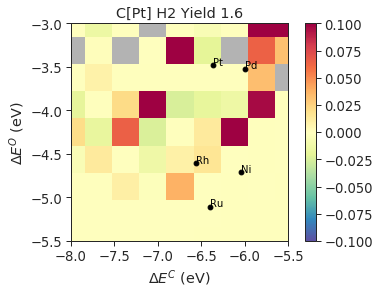 C[Pt] H2 Yield 1.6
ΔE^O (eV)
−3.0
−3.5
−4.0
−4.5
−5.0
−5.5
Pt
Pd
Rh
Ni
Ru
0.100
0.075
0.050
0.025
0.000
−0.025
−0.050
−0.075
−0.100
−8.0 −7.5 −7.0 −6.5 −6.0 −5.5
ΔE^C (eV)